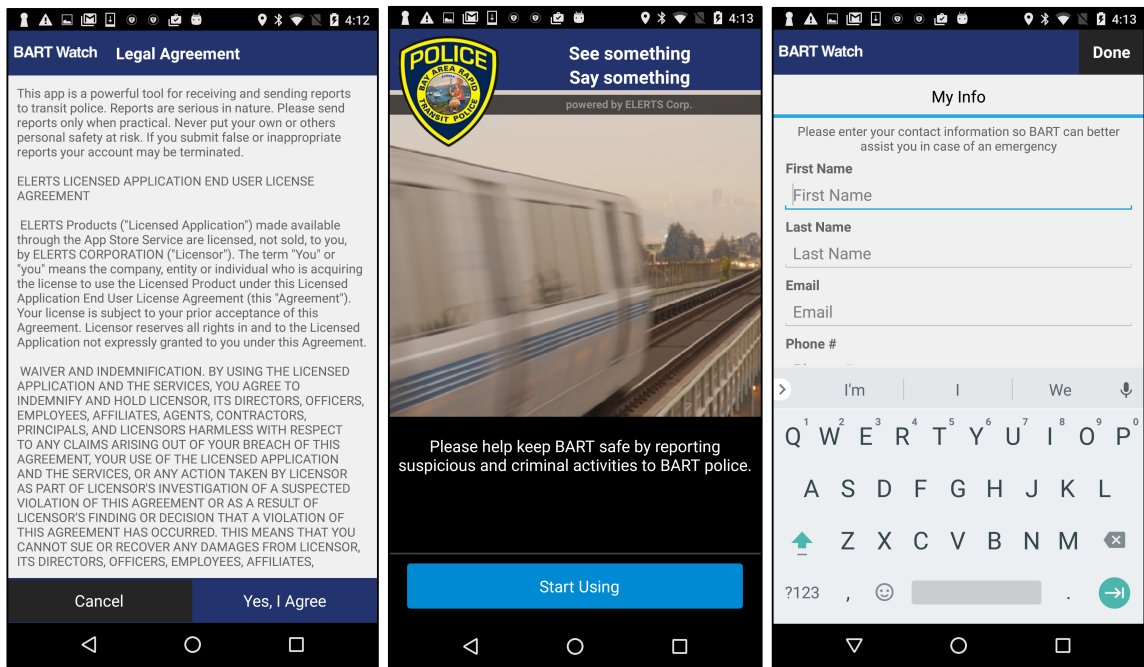 4:12
BART Watch Legal Agreement
This app is a powerful tool for receiving and sending reports
to transit police. Reports are serious in nature. Please send
reports only when practical. Never put your own or others
personal safety at risk. If you submit false or inappropriate
reports your account may be terminated.
ELERTS LICENSED APPLICATION END USER LICENSE
AGREEMENT
ELERTS Products ("Licensed Application") made available
through the App Store Service are licensed, not sold, to you,
by ELERTS CORPORATION ("Licensor"). The term "You" or
"you" means the company, entity or individual who is acquiring
the license to use the Licensed Product under this Licensed
Application End User License Agreement (this "Agreement").
Your license is subject to your prior acceptance of this
Agreement. Licensor reserves all rights in and to the Licensed
Application not expressly granted to you under this Agreement.
WAIVER AND INDEMNIFICATION. BY USING THE LICENSED
APPLICATION AND THE SERVICES, YOU AGREE TO
INDEMNIFY AND HOLD LICENSOR, ITS DIRECTORS, OFFICERS,
EMPLOYEES, AFFILIATES, AGENTS, CONTRACTORS,
PRINCIPALS, AND LICENSORS HARMLESS WITH RESPECT
TO ANY CLAIMS ARISING OUT OF YOUR BREACH OF THIS
AGREEMENT, YOUR USE OF THE LICENSED APPLICATION
AND THE SERVICES, OR ANY ACTION TAKEN BY LICENSOR
AS PART OF LICENSOR'S INVESTIGATION OF A SUSPECTED
VIOLATION OF THIS AGREEMENT OR AS A RESULT OF
LICENSOR'S FINDING OR DECISION THAT A VIOLATION OF
THIS AGREEMENT HAS OCCURRED. THIS MEANS THAT YOU
CANNOT SUE OR RECOVER ANY DAMAGES FROM LICENSOR,
ITS DIRECTORS, OFFICERS, EMPLOYEES, AFFILIATES,
Cancel Yes, I Agree
4:13
POLICE
BAY AREA RAPID
TRANSIT POLICE
See something
Say something
powered by ELERTS Corp.
Please help keep BART safe by reporting
suspicious and criminal activities to BART police.
Start Using
4:13
BART Watch Done
My Info
Please enter your contact information so BART can better
assist you in case of an emergency
First Name
First Name
Last Name
Last Name
Email
Email
Phone #
I'm I We
Q1 W2 E3 R4 T5 Y6 U7 I8 O9 P0
A S D F G H J K L
Z X C V B N M
?123 , .